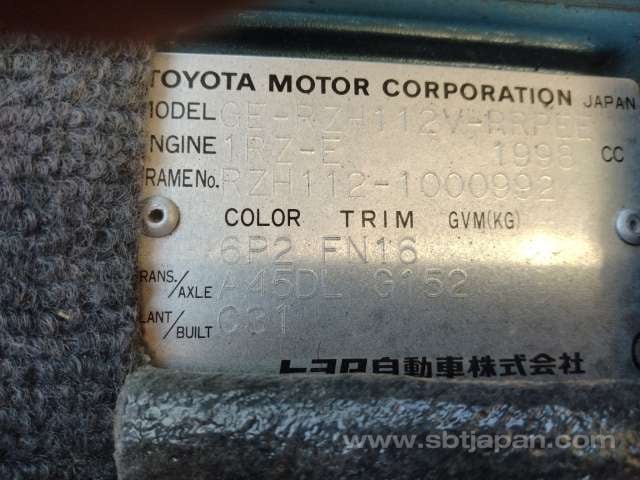 TOYOTA MOTOR CORPORATION JAPAN
MODEL GE-RZH112V-RRPEE
ENGINE 1RZ-E 1998 CC
FRAME No. RZH112-1000992
COLOR TRIM GVM(KG)
6P2 FN16
TRANS./AXLE A45DL G152
PLANT/BUILT C31
トヨタ自動車株式会社
www.sbtjapan.com